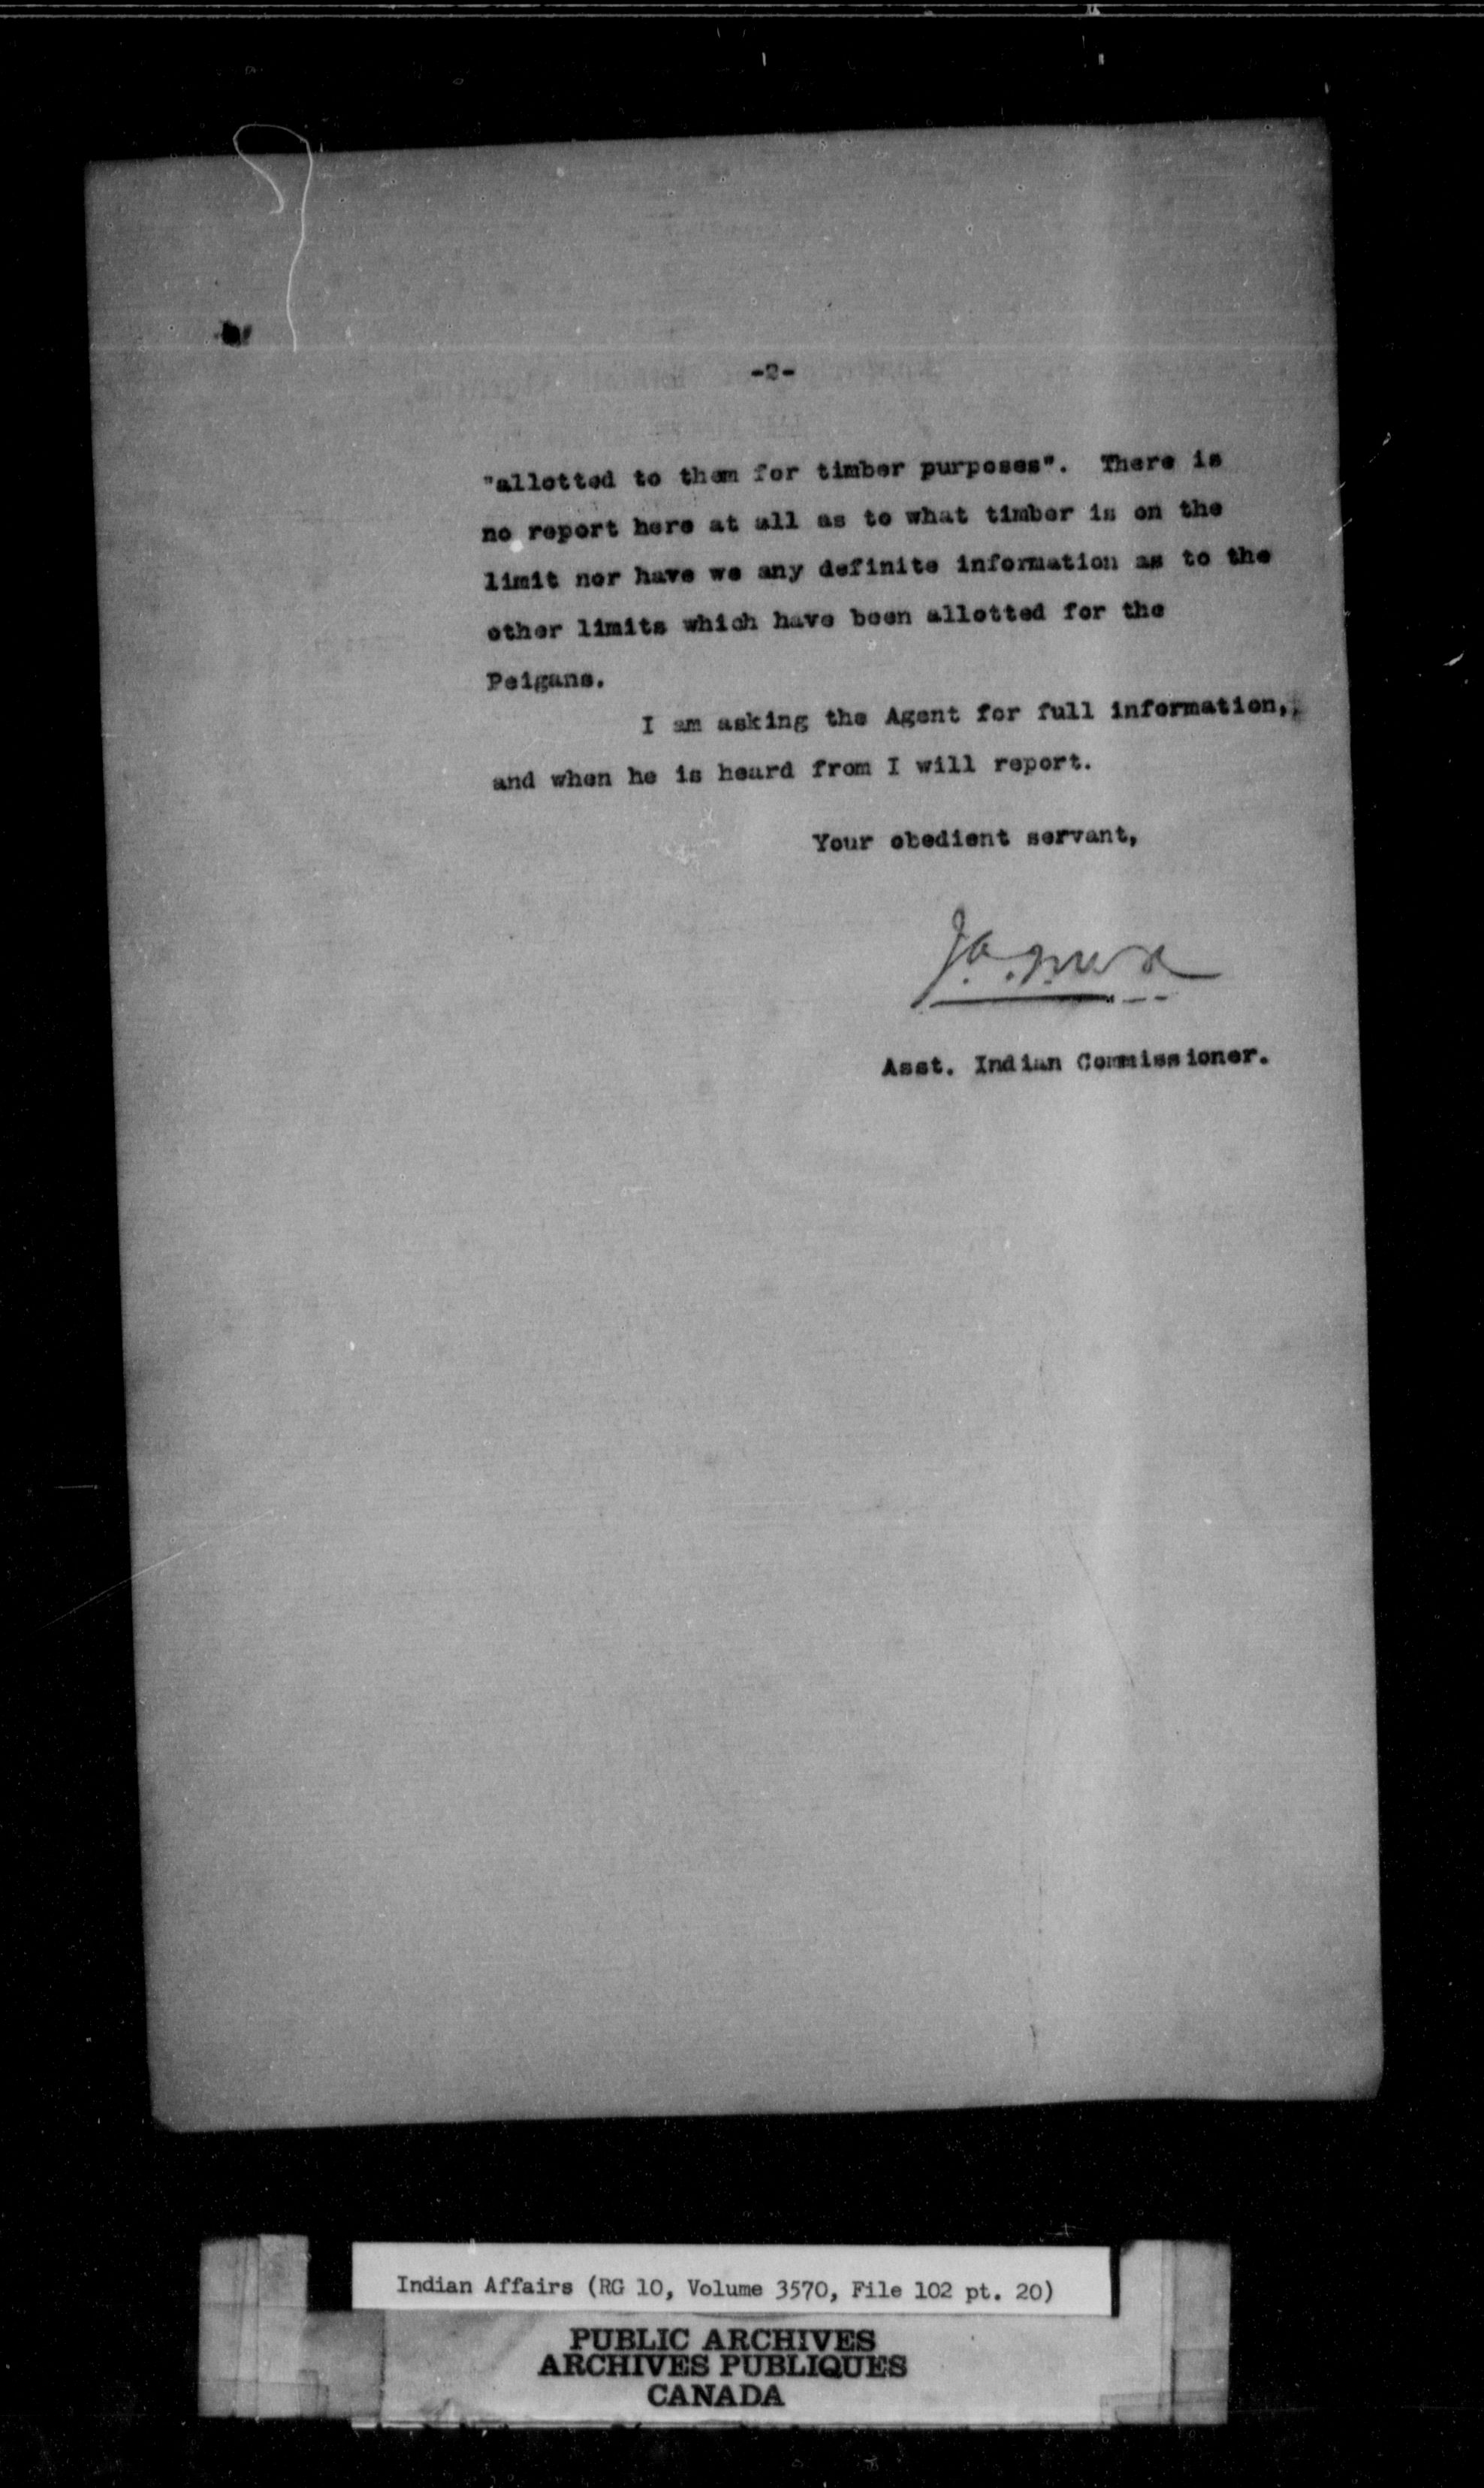 -2-
"allotted to them for timber purposes". There is
no report here at all as to what timber is on the
limit nor have we any definite information as to the
other limits which have been allotted for the
Peigans.
I am asking the Agent for full information,
and when he is heard from I will report.
Your obedient servant,
Asst. Indian Commissioner.
Indian Affairs (RG 10, Volume 3570, File 102 pt. 20)
PUBLIC ARCHIVES
ARCHIVES PUBLIQUES
CANADA